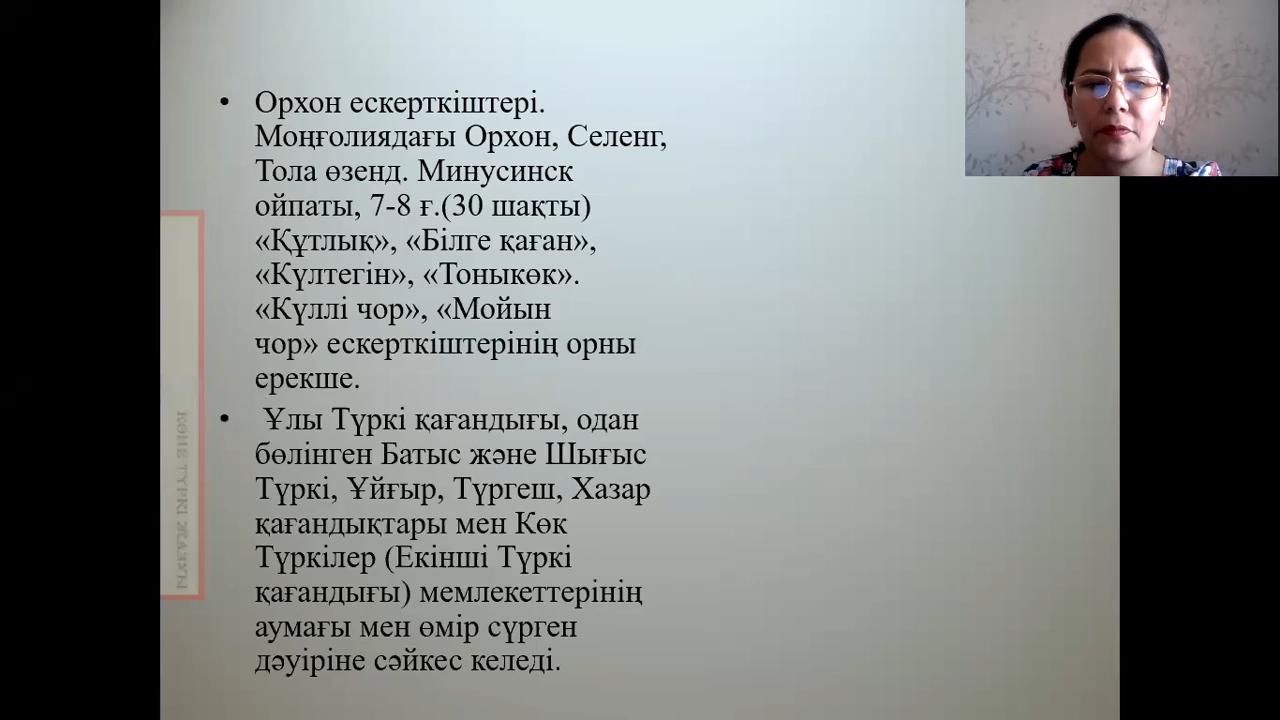 Орхон ескерткіштері.
Моңғолиядағы Орхон, Селенг,
Тола өзенд. Минусинск
ойпаты, 7-8 ғ.(30 шақты)
«Құтлық», «Білге қаған»,
«Күлтегін», «Тоныкөк».
«Күллі чор», «Мойын
чор» ескерткіштерінің орны
ерекше.
Ұлы Түркі қағандығы, одан
бөлінген Батыс және Шығыс
Түркі, Ұйғыр, Түргеш, Хазар
қағандықтары мен Көк
Түркілер (Екінші Түркі
қағандығы) мемлекеттерінің
аумағы мен өмір сүрген
дәуіріне сәйкес келеді.